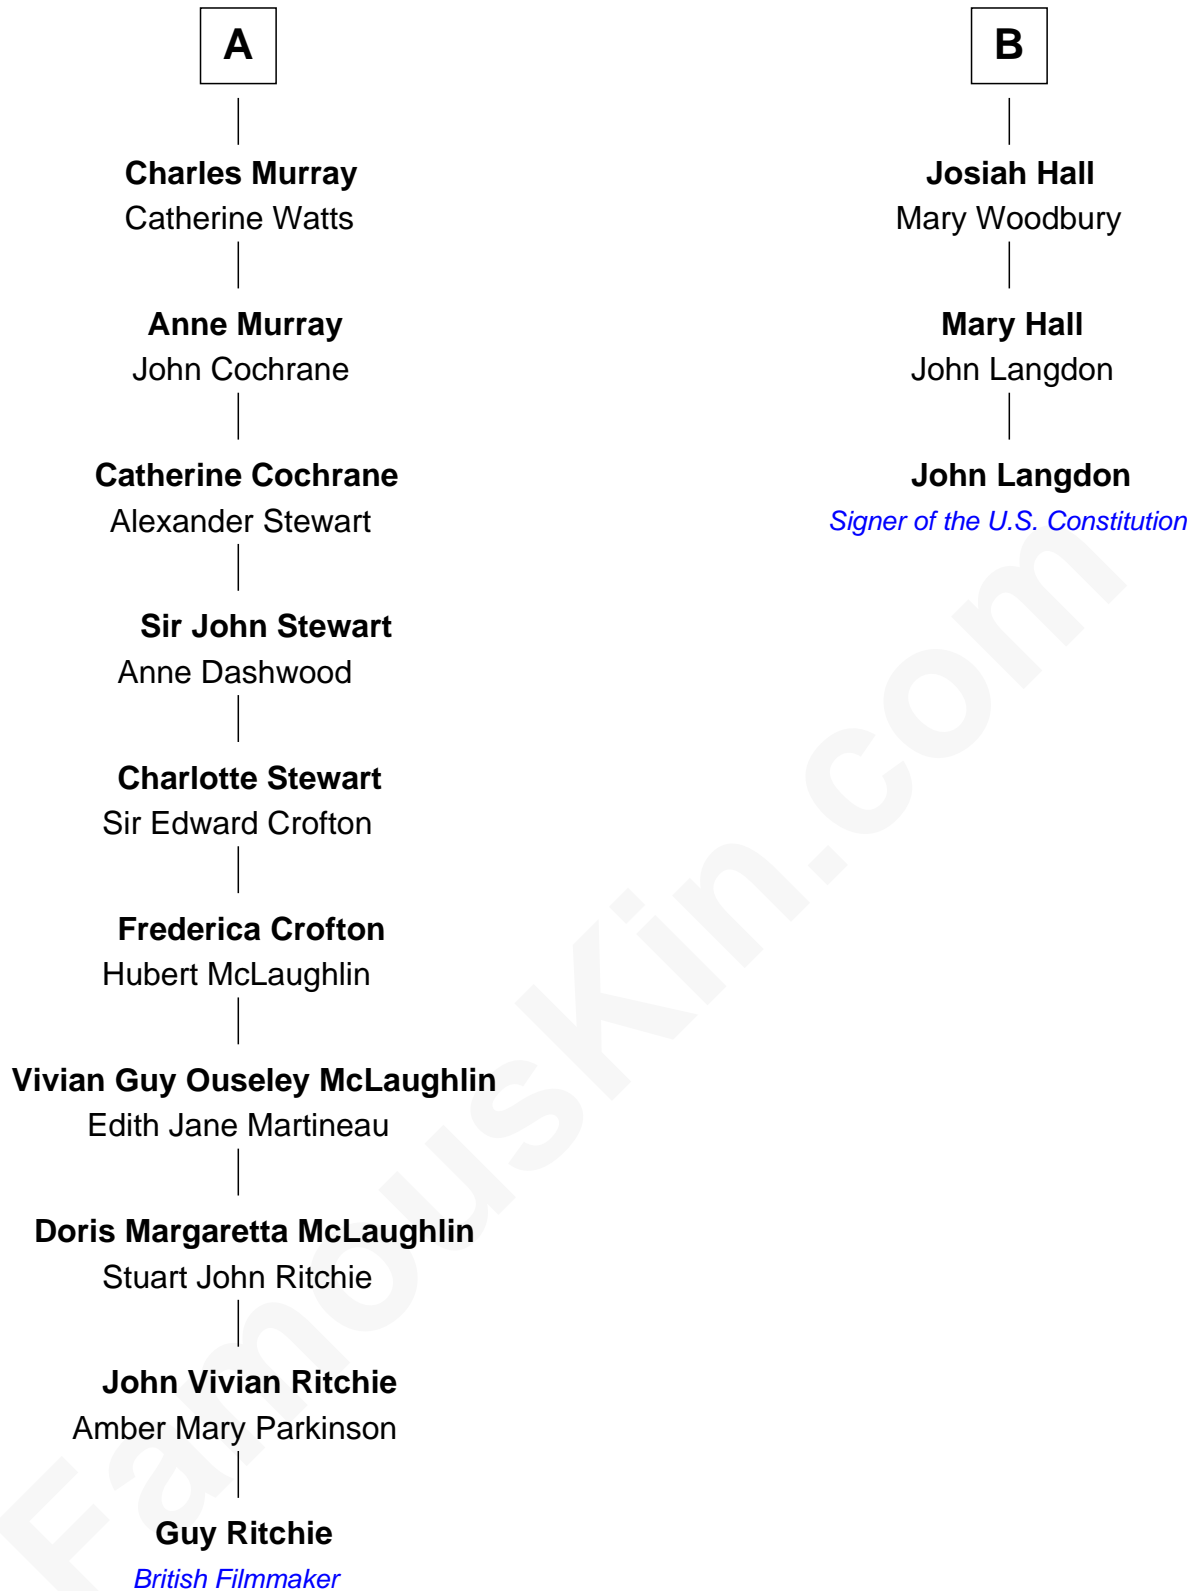 A
Charles Murray
Catherine Watts
Anne Murray
John Cochrane
Catherine Cochrane
Alexander Stewart
Sir John Stewart
Anne Dashwood
Charlotte Stewart
Sir Edward Crofton
Frederica Crofton
Hubert McLaughlin
Vivian Guy Ouseley McLaughlin
Edith Jane Martineau
Doris Margaretta McLaughlin
Stuart John Ritchie
John Vivian Ritchie
Amber Mary Parkinson
Guy Ritchie
British Filmmaker
B
Josiah Hall
Mary Woodbury
Mary Hall
John Langdon
John Langdon
Signer of the U.S. Constitution
FamousKin.com